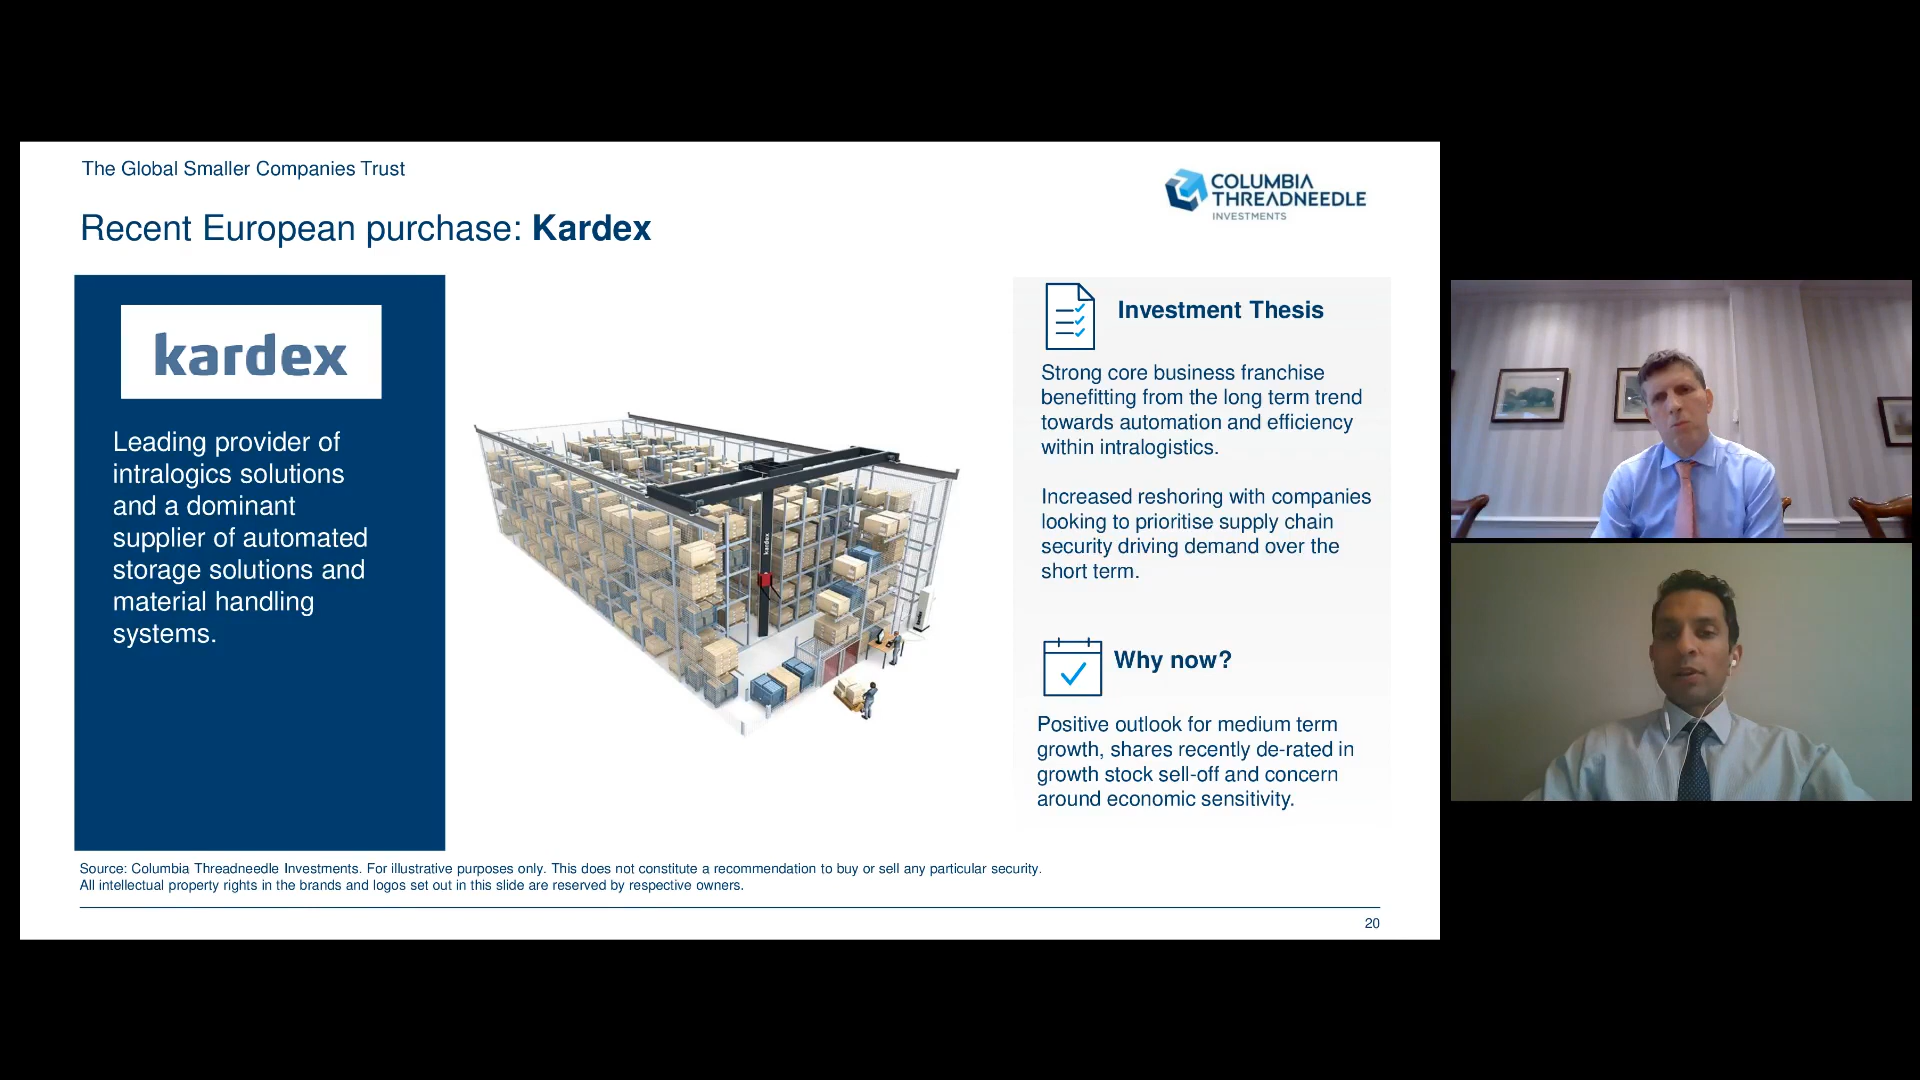 The Global Smaller Companies Trust
COLUMBIA
THREADNEEDLE
INVESTMENTS
Recent European purchase: Kardex
kardex
Leading provider of
intralogics solutions
and a dominant
supplier of automated
storage solutions and
material handling
systems.
kardex
Investment Thesis
Strong core business franchise
benefitting from the long term trend
towards automation and efficiency
within intralogistics.
Increased reshoring with companies
looking to prioritise supply chain
security driving demand over the
short term.
Why now?
Positive outlook for medium term
growth, shares recently de-rated in
growth stock sell-off and concern
around economic sensitivity.
Source: Columbia Threadneedle Investments. For illustrative purposes only. This does not constitute a recommendation to buy or sell any particular security.
All intellectual property rights in the brands and logos set out in this slide are reserved by respective owners.
20